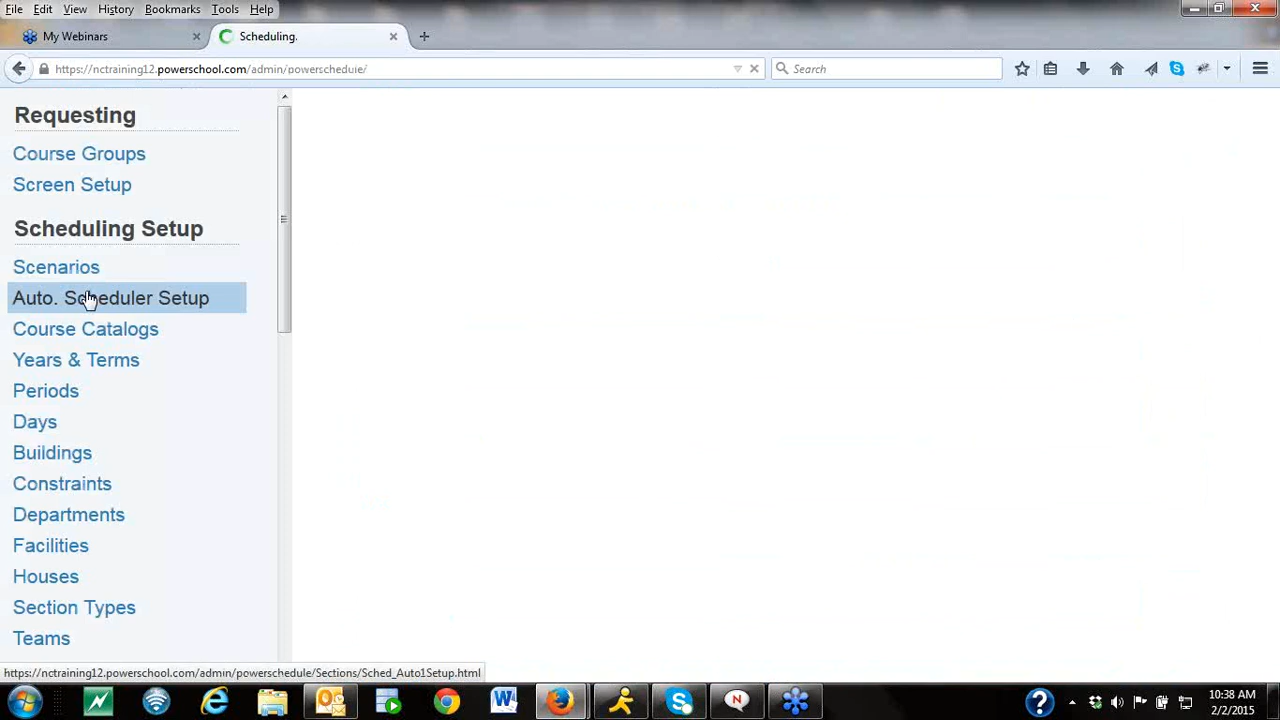 File Edit View History Bookmarks Tools Help
My Webinars × Scheduling. × +
https://nctraining12.powerschool.com/admin/powerschedule/ Search
Requesting
Course Groups
Screen Setup
Scheduling Setup
Scenarios
Auto. Scheduler Setup
Course Catalogs
Years & Terms
Periods
Days
Buildings
Constraints
Departments
Facilities
Houses
Section Types
Teams
https://nctraining12.powerschool.com/admin/powerschedule/Sections/Sched_Auto1Setup.html
10:38 AM
2/2/2015